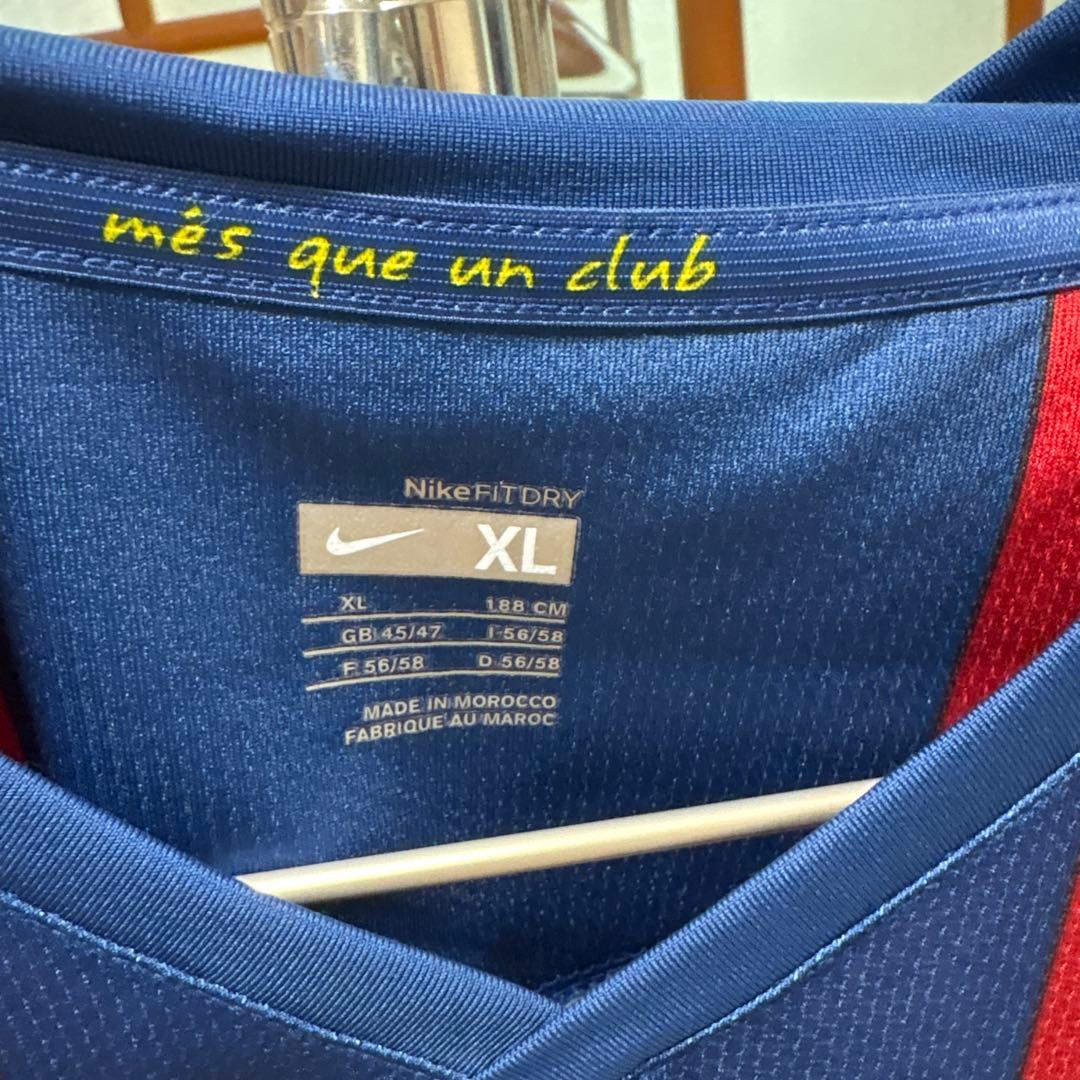 més que un club
NikeFITDRY
XL
XL 188 CM
GB 45/47 I 56/58
F 56/58 D 56/58
MADE IN MOROCCO
FABRIQUE AU MAROC